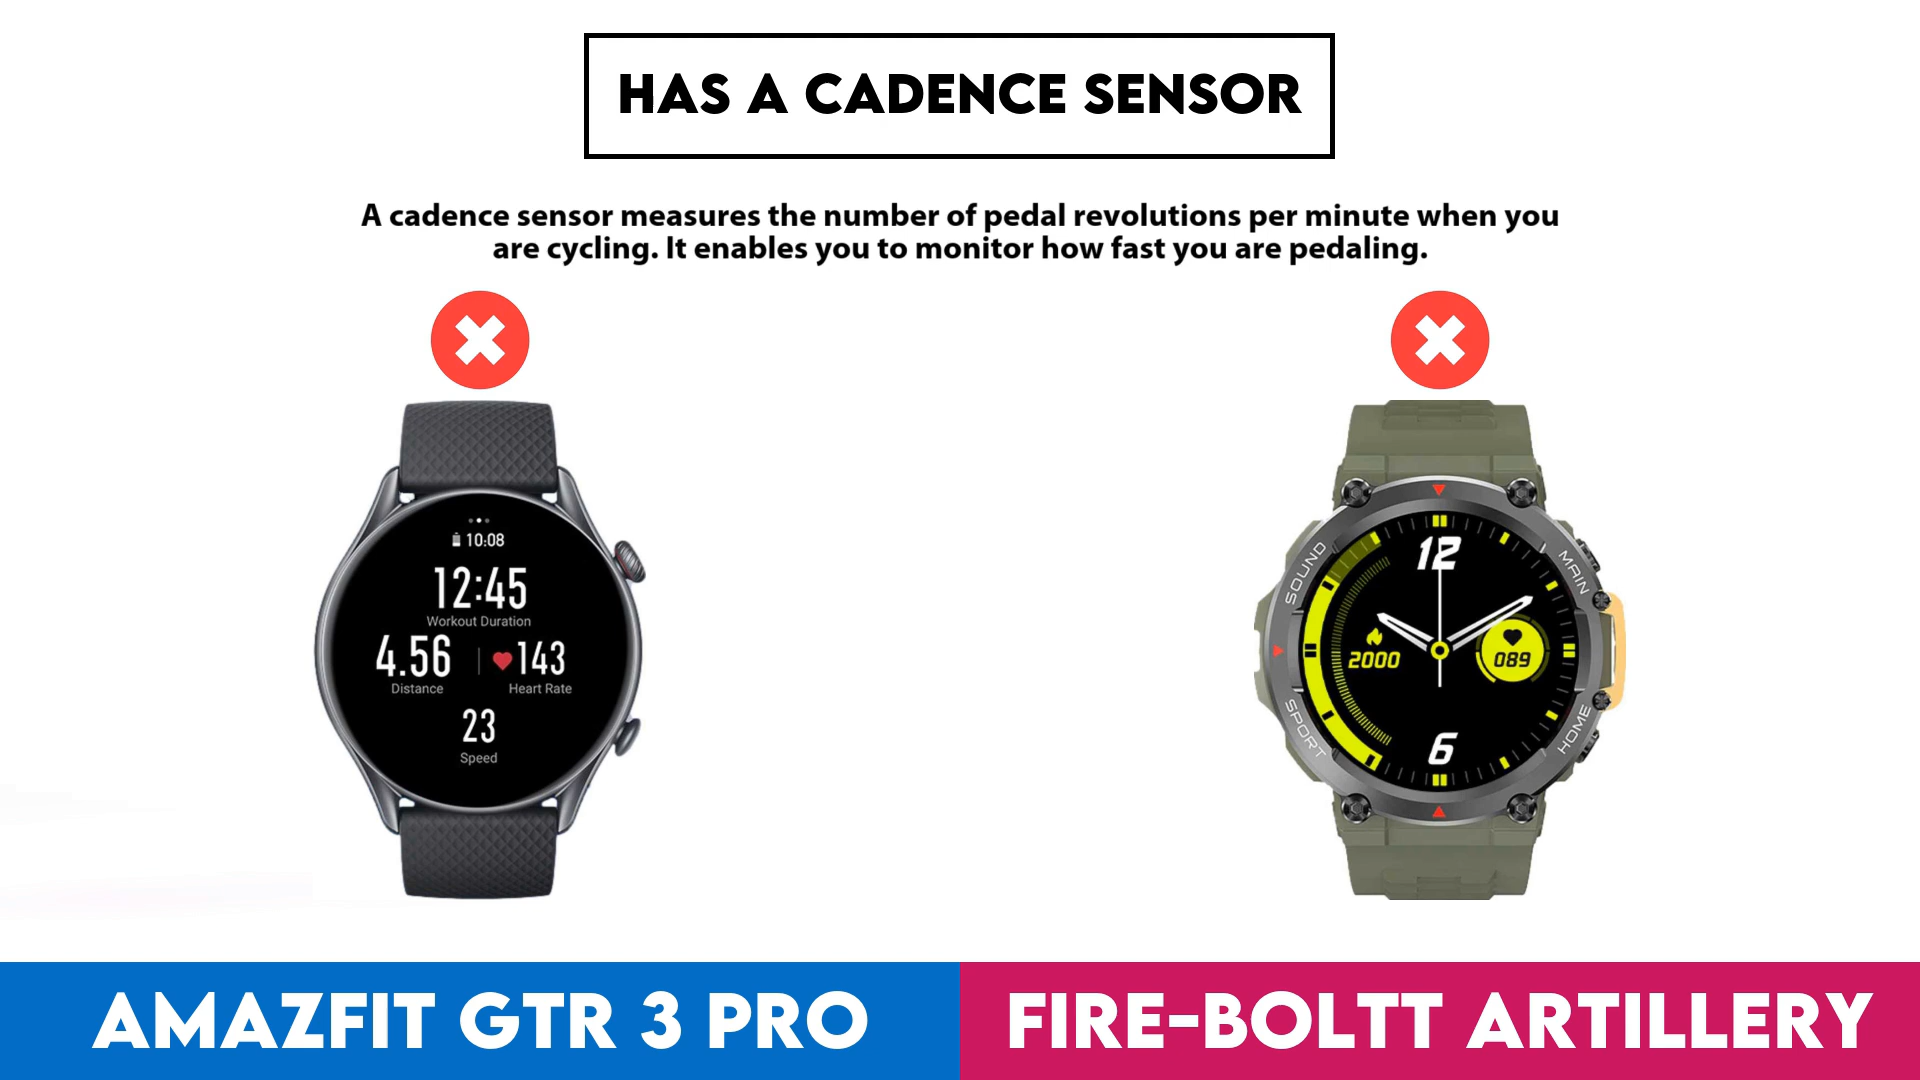 HAS A CADENCE SENSOR
A cadence sensor measures the number of pedal revolutions per minute when you
are cycling. It enables you to monitor how fast you are pedaling.
10:08
12:45
Workout Duration
4.56 143
Distance Heart Rate
23
Speed
12
SOUND
MAIN
2000
089
SPORT
HOME
6
AMAZFIT GTR 3 PRO
FIRE-BOLTT ARTILLERY